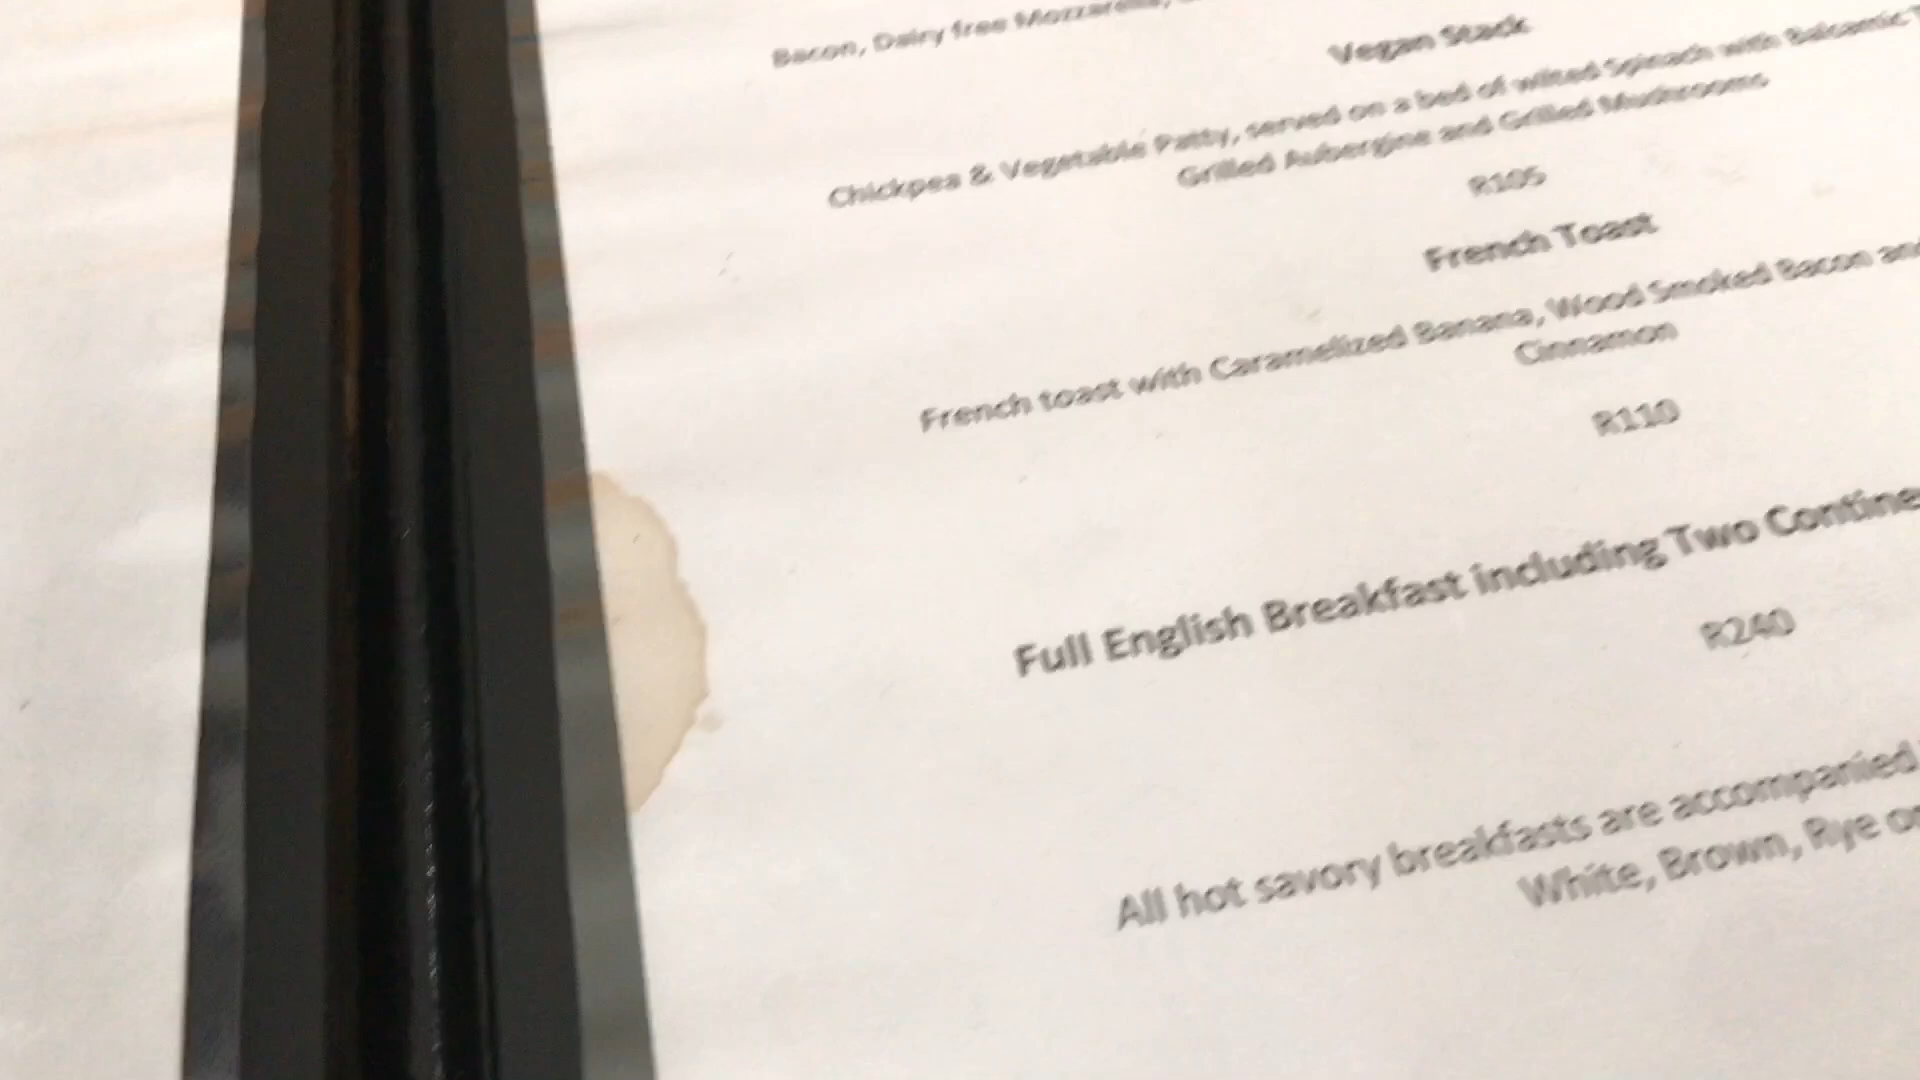 Bacon, Dairy free Mozzarella,
Vegan Stack
Chickpea & Vegetable Patty, served on a bed of wilted Spinach with Balsamic
Grilled Aubergine and Grilled Mushrooms
R105
French Toast
French toast with Caramelized Banana, Wood Smoked Bacon and
Cinnamon
R110
Full English Breakfast including Two Contine
R240
All hot savory breakfasts are accompanied
White, Brown, Rye or